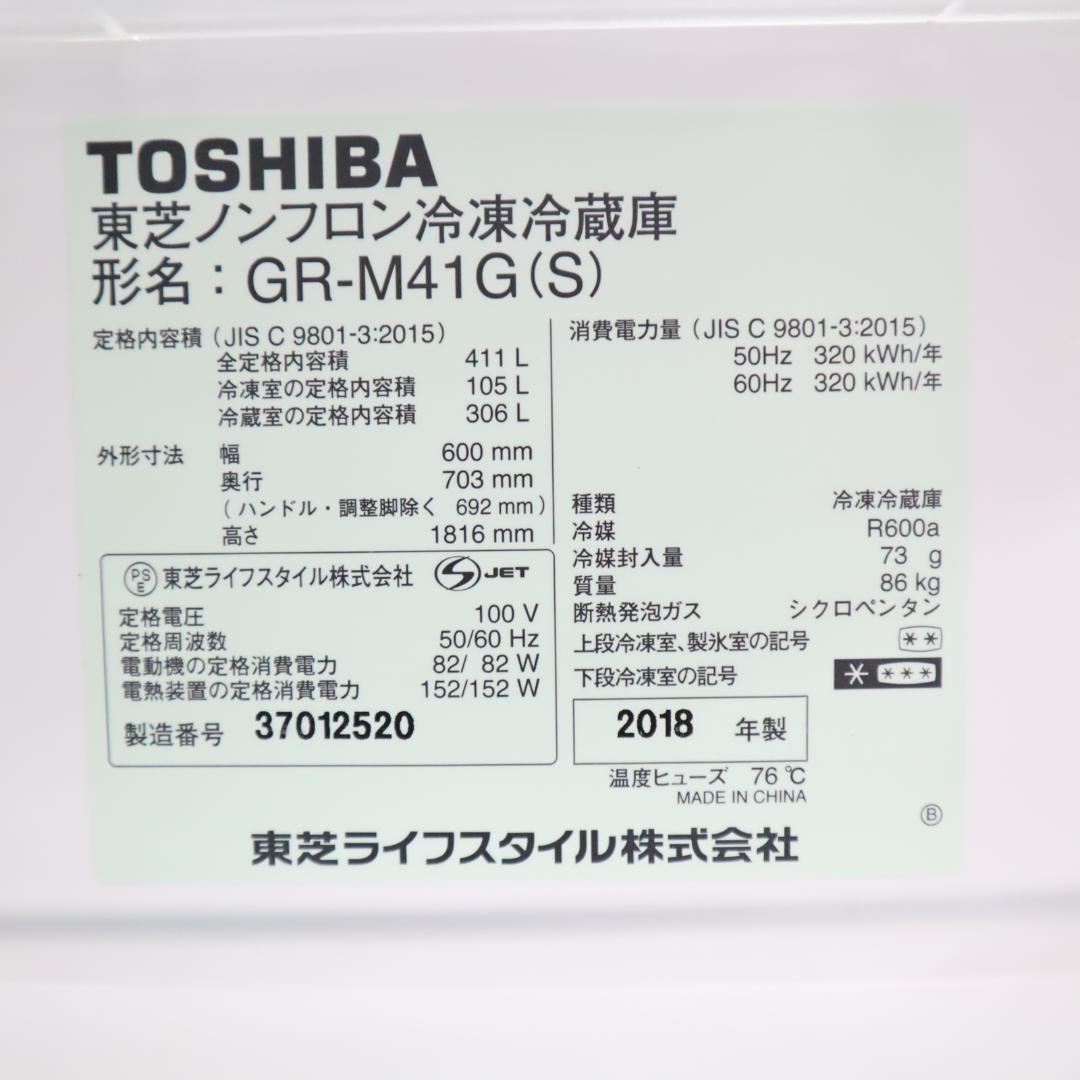 TOSHIBA
東芝ノンフロン冷凍冷蔵庫
形名：GR-M41G(S)
定格内容積（JIS C 9801-3:2015）
全定格内容積 411 L
冷凍室の定格内容積 105 L
冷蔵室の定格内容積 306 L
外形寸法 幅 600 mm
奥行 703 mm
(ハンドル・調整脚除く 692 mm)
高さ 1816 mm
PS E 東芝ライフスタイル株式会社 S JET
定格電圧 100 V
定格周波数 50/60 Hz
電動機の定格消費電力 82/ 82 W
電熱装置の定格消費電力 152/152 W
製造番号 37012520
消費電力量（JIS C 9801-3:2015）
50Hz 320 kWh/年
60Hz 320 kWh/年
種類 冷凍冷蔵庫
冷媒 R600a
冷媒封入量 73 g
質量 86 kg
断熱発泡ガス シクロペンタン
上段冷凍室、製氷室の記号 **
下段冷凍室の記号 * ***
2018 年製
温度ヒューズ 76 ℃
MADE IN CHINA
Ⓑ
東芝ライフスタイル株式会社